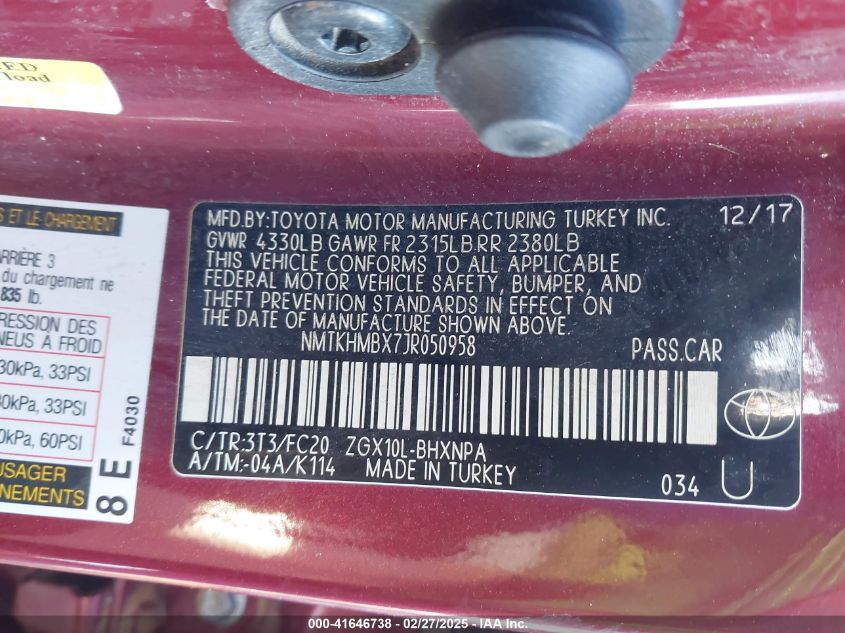 ED
load
S ET LE CHARGEMENT
ARRIÈRE 3
du chargement ne
835 lb.
RESSION DES
NEUS A FROID
30kPa, 33PSI
30kPa, 33PSI
0kPa, 60PSI
USAGER
NEMENTS
8 E F4030
MFD.BY:TOYOTA MOTOR MANUFACTURING TURKEY INC. 12/17
GVWR 4330LB GAWR FR 2315LB RR 2380LB
THIS VEHICLE CONFORMS TO ALL APPLICABLE
FEDERAL MOTOR VEHICLE SAFETY, BUMPER, AND
THEFT PREVENTION STANDARDS IN EFFECT ON
THE DATE OF MANUFACTURE SHOWN ABOVE.
NMTKHMBX7JR050958 PASS.CAR
C/TR:3T3/FC20 ZGX10L-BHXNPA
A/TM:-04A/K114 MADE IN TURKEY
034 U
000-41646738 - 02/27/2025 - IAA, Inc.